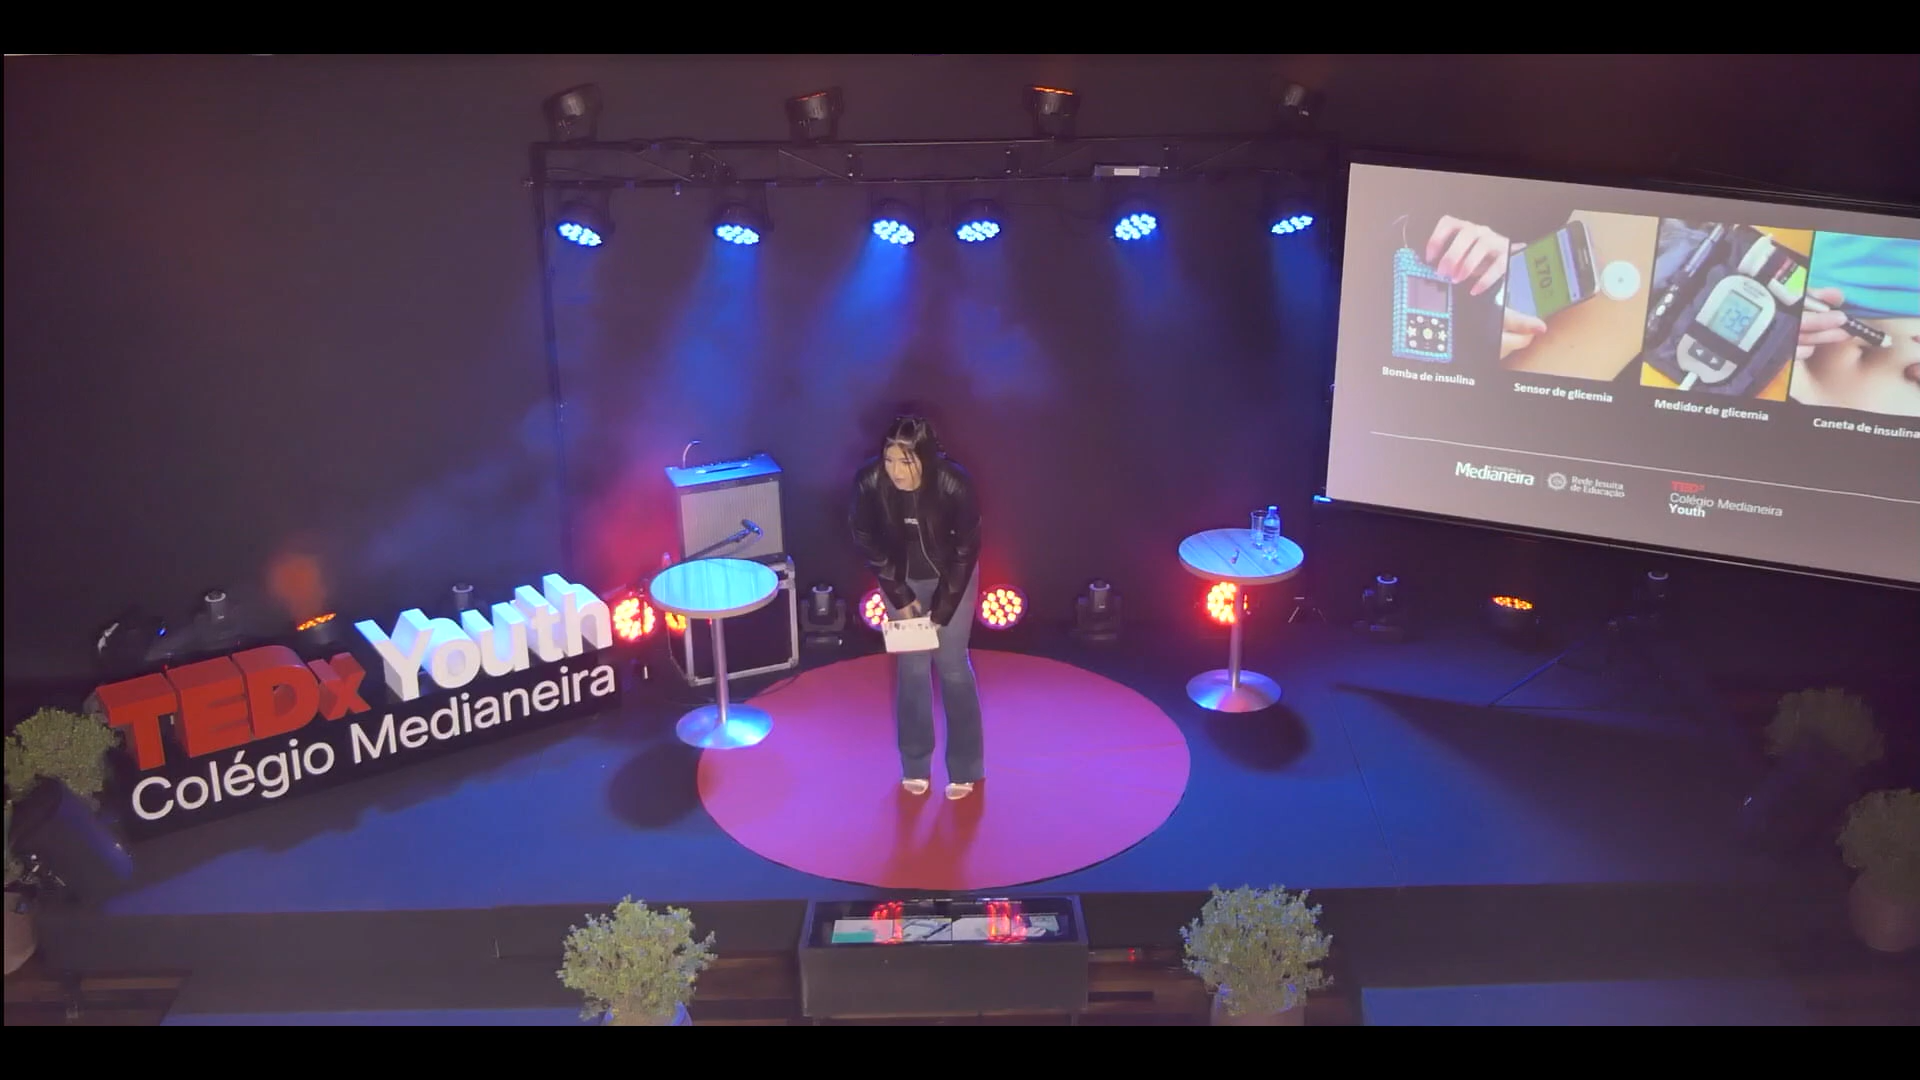 TEDx Youth
Colégio Medianeira
170
139
Bomba de insulina
Sensor de glicemia
Medidor de glicemia
Caneta de insulina
Medianeira
Rede Jesuíta
de Educação
TEDx
Colégio Medianeira
Youth